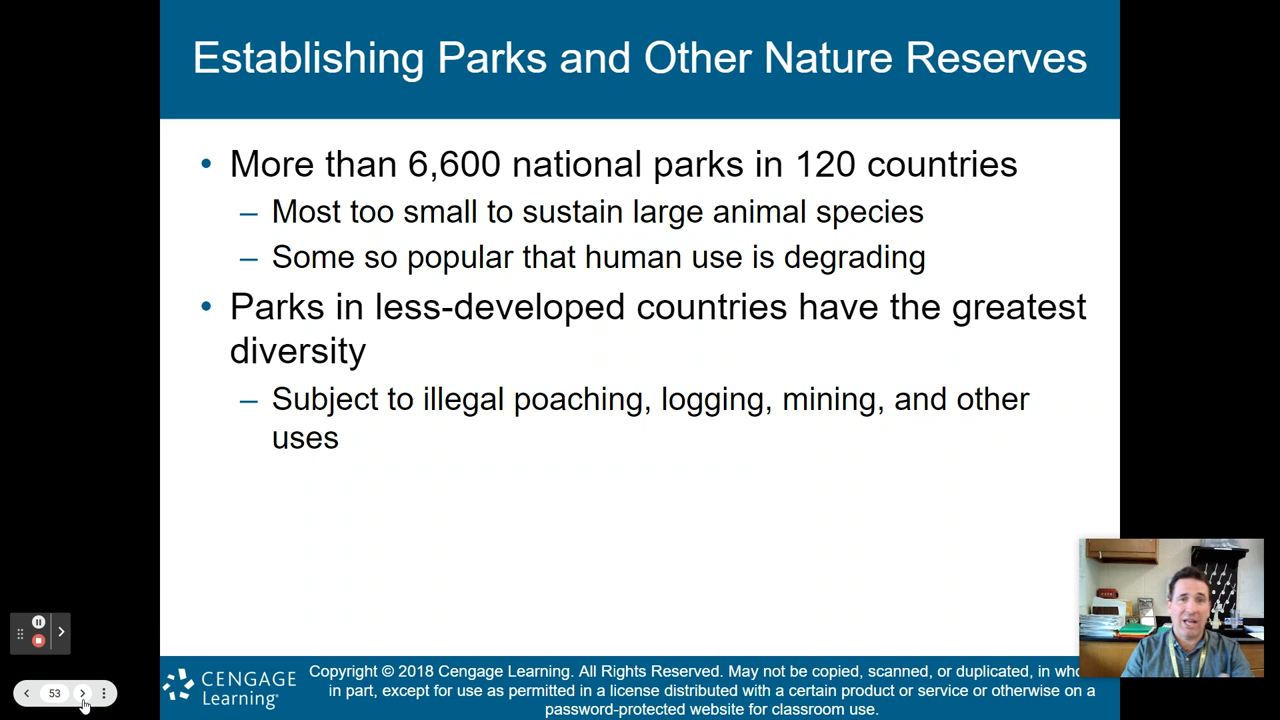 Establishing Parks and Other Nature Reserves
• More than 6,600 national parks in 120 countries
– Most too small to sustain large animal species
– Some so popular that human use is degrading
• Parks in less-developed countries have the greatest
diversity
– Subject to illegal poaching, logging, mining, and other
uses
53
CENGAGE
Learning®
Copyright © 2018 Cengage Learning. All Rights Reserved. May not be copied, scanned, or duplicated, in
in part, except for use as permitted in a license distributed with a certain product or service or otherwise on a
password-protected website for classroom use.